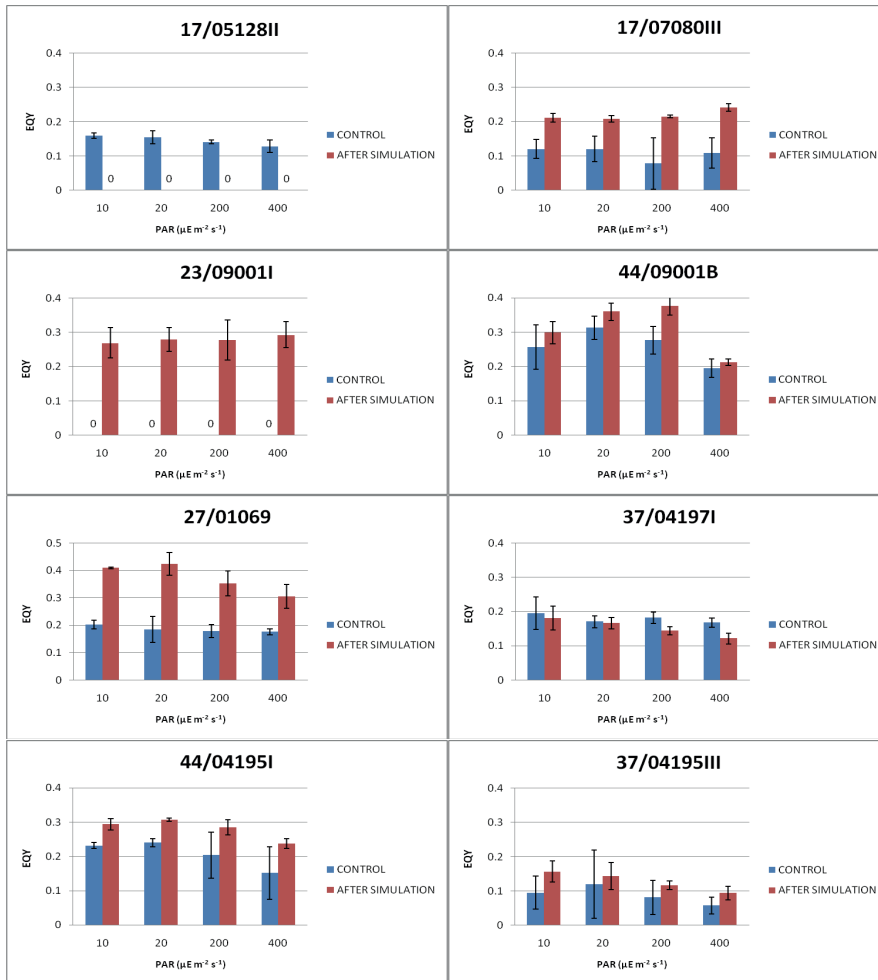 17/05128II
0.4
0.3
0.2
0.1
0
EQY
0 0 0 0
10 20 200 400
PAR (µE m⁻² s⁻¹)
CONTROL
AFTER SIMULATION
17/07080III
0.4
0.3
0.2
0.1
0
EQY
10 20 200 400
PAR (µE m⁻² s⁻¹)
CONTROL
AFTER SIMULATION
23/09001I
0.4
0.3
0.2
0.1
0
EQY
0 0 0 0
10 20 200 400
PAR (µE m⁻² s⁻¹)
CONTROL
AFTER SIMULATION
44/09001B
0.4
0.3
0.2
0.1
0
EQY
10 20 200 400
PAR (µE m⁻² s⁻¹)
CONTROL
AFTER SIMULATION
27/01069
0.5
0.4
0.3
0.2
0.1
0
EQY
10 20 200 400
PAR (µE m⁻² s⁻¹)
CONTROL
AFTER SIMULATION
37/04197I
0.4
0.3
0.2
0.1
0
EQY
10 20 200 400
PAR (µE m⁻² s⁻¹)
CONTROL
AFTER SIMULATION
44/04195I
0.4
0.3
0.2
0.1
0
EQY
10 20 200 400
PAR (µE m⁻² s⁻¹)
CONTROL
AFTER SIMULATION
37/04195III
0.4
0.3
0.2
0.1
0
EQY
10 20 200 400
PAR (µE m⁻² s⁻¹)
CONTROL
AFTER SIMULATION